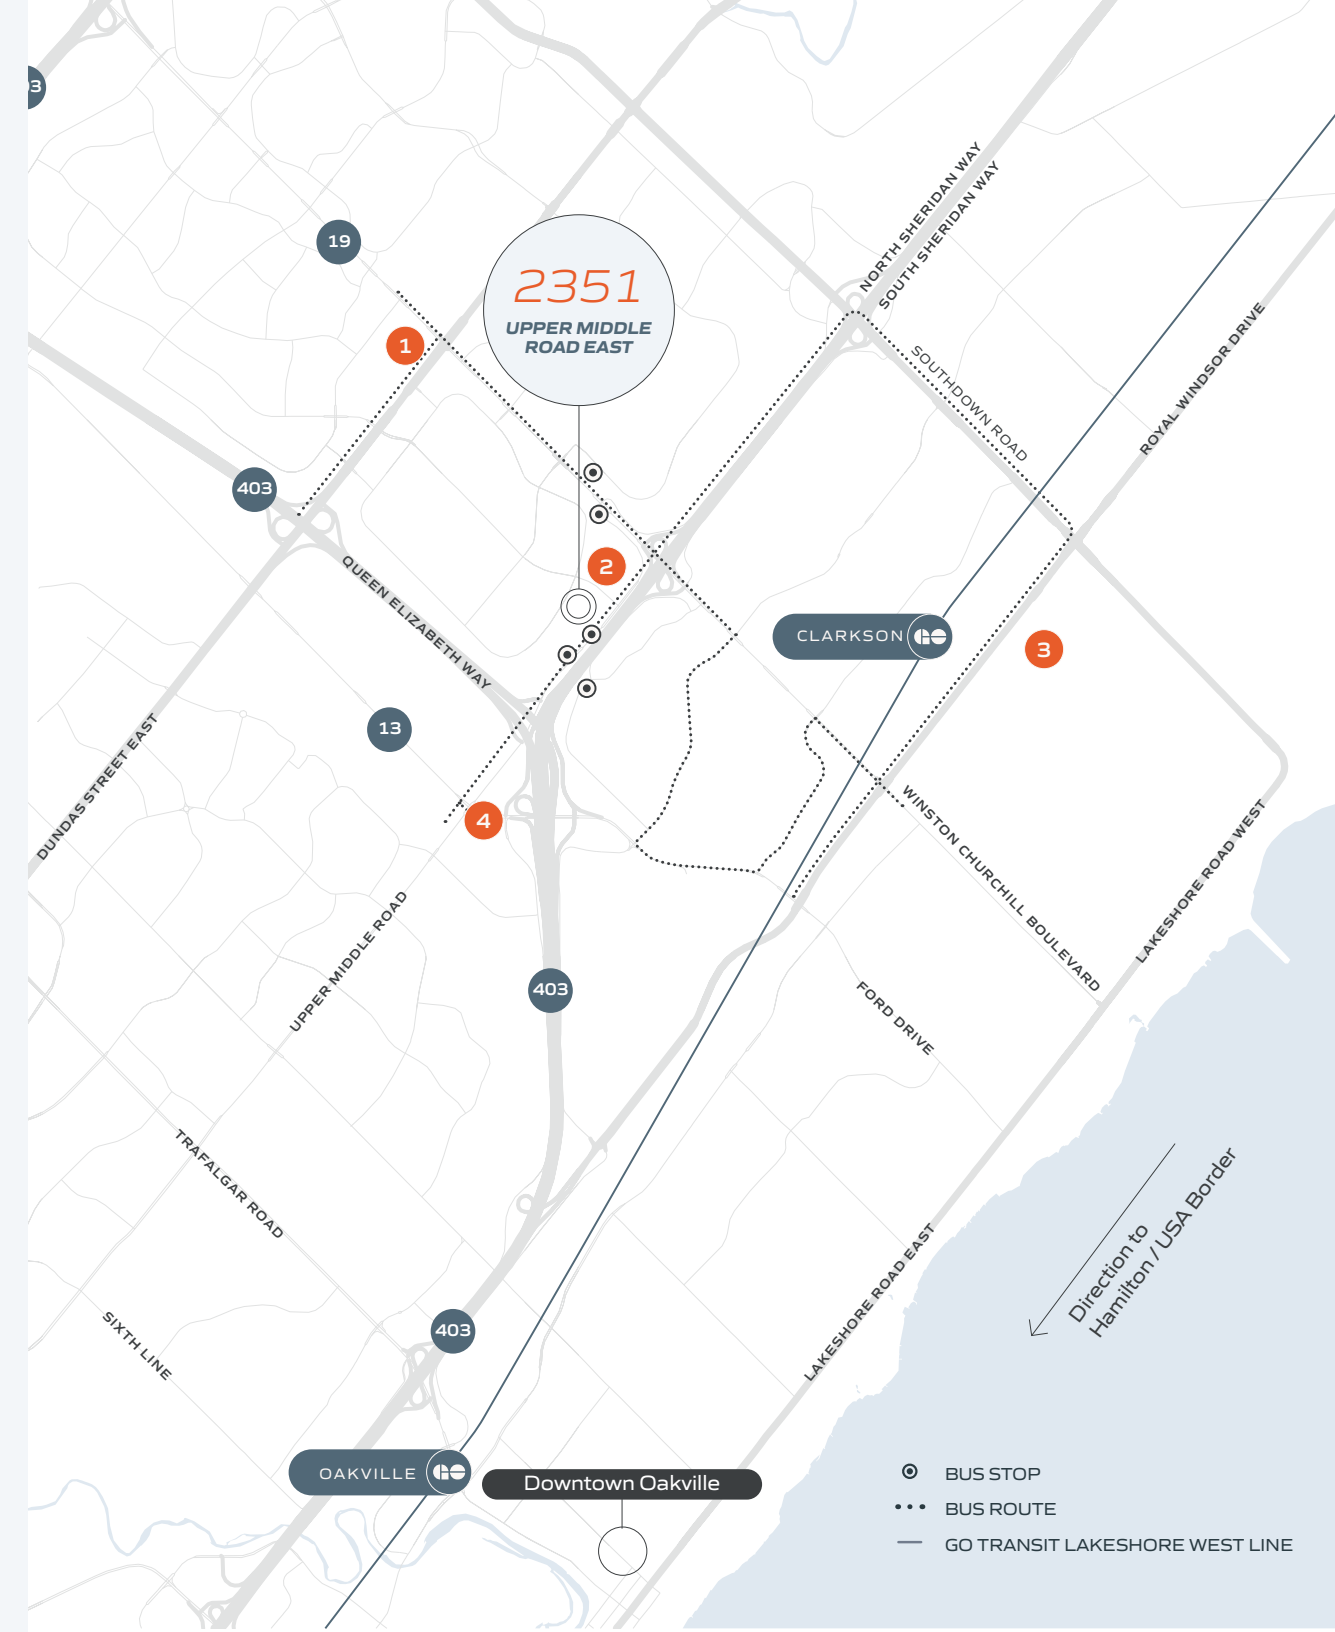 03
19
2351
UPPER MIDDLE
ROAD EAST
1
NORTH SHERIDAN WAY
SOUTH SHERIDAN WAY
SOUTHDOWN ROAD
ROYAL WINDSOR DRIVE
403
QUEEN ELIZABETH WAY
2
CLARKSON GO
3
13
4
DUNDAS STREET EAST
UPPER MIDDLE ROAD
WINSTON CHURCHILL BOULEVARD
LAKESHORE ROAD WEST
403
FORD DRIVE
TRAFALGAR ROAD
SIXTH LINE
LAKESHORE ROAD EAST
Direction to
Hamilton / USA Border
403
OAKVILLE GO
Downtown Oakville
BUS STOP
BUS ROUTE
GO TRANSIT LAKESHORE WEST LINE